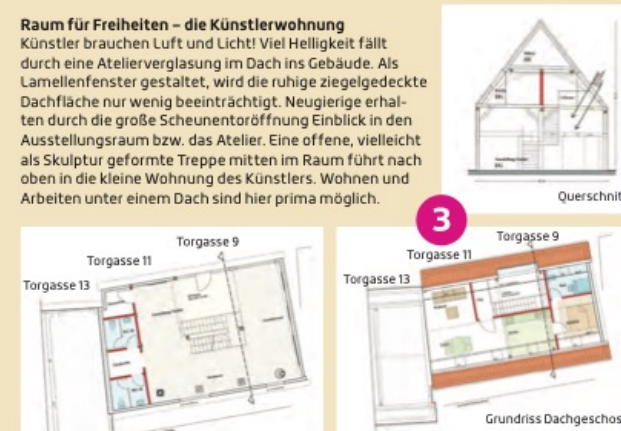 Raum für Freiheiten – die Künstlerwohnung
Künstler brauchen Luft und Licht! Viel Helligkeit fällt
durch eine Atelierverglasung im Dach ins Gebäude. Als
Lamellenfenster gestaltet, wird die ruhige ziegelgedeckte
Dachfläche nur wenig beeinträchtigt. Neugierige erhal-
ten durch die große Scheunentoröffnung Einblick in den
Ausstellungsraum bzw. das Atelier. Eine offene, vielleicht
als Skulptur geformte Treppe mitten im Raum führt nach
oben in die kleine Wohnung des Künstlers. Wohnen und
Arbeiten unter einem Dach sind hier prima möglich.
Querschnit
3
Torgasse 9
Torgasse 11
Torgasse 13
Torgasse 9
Torgasse 11
Torgasse 13
Grundriss Dachgeschos